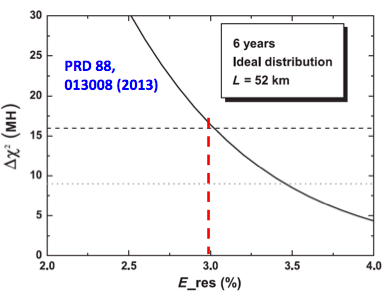 30
25
20
15
10
5
0
Δχ² (MH)
PRD 88,
013008 (2013)
6 years
Ideal distribution
L = 52 km
2.0 2.5 3.0 3.5 4.0
E_res (%)